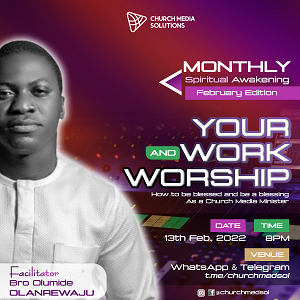 CHURCH MEDIA
SOLUTIONS
MONTHLY
Spiritual Awakening
February Edition
YOUR
AND WORK
WORSHIP
How to be blessed and be a blessing
As a Church Media Minister
DATE TIME
13th Feb, 2022 8PM
VENUE
WhatsApp & Telegram
t.me/churchmedsol
@churchmedsol
Facilitator
Bro Olumide
OLANREWAJU